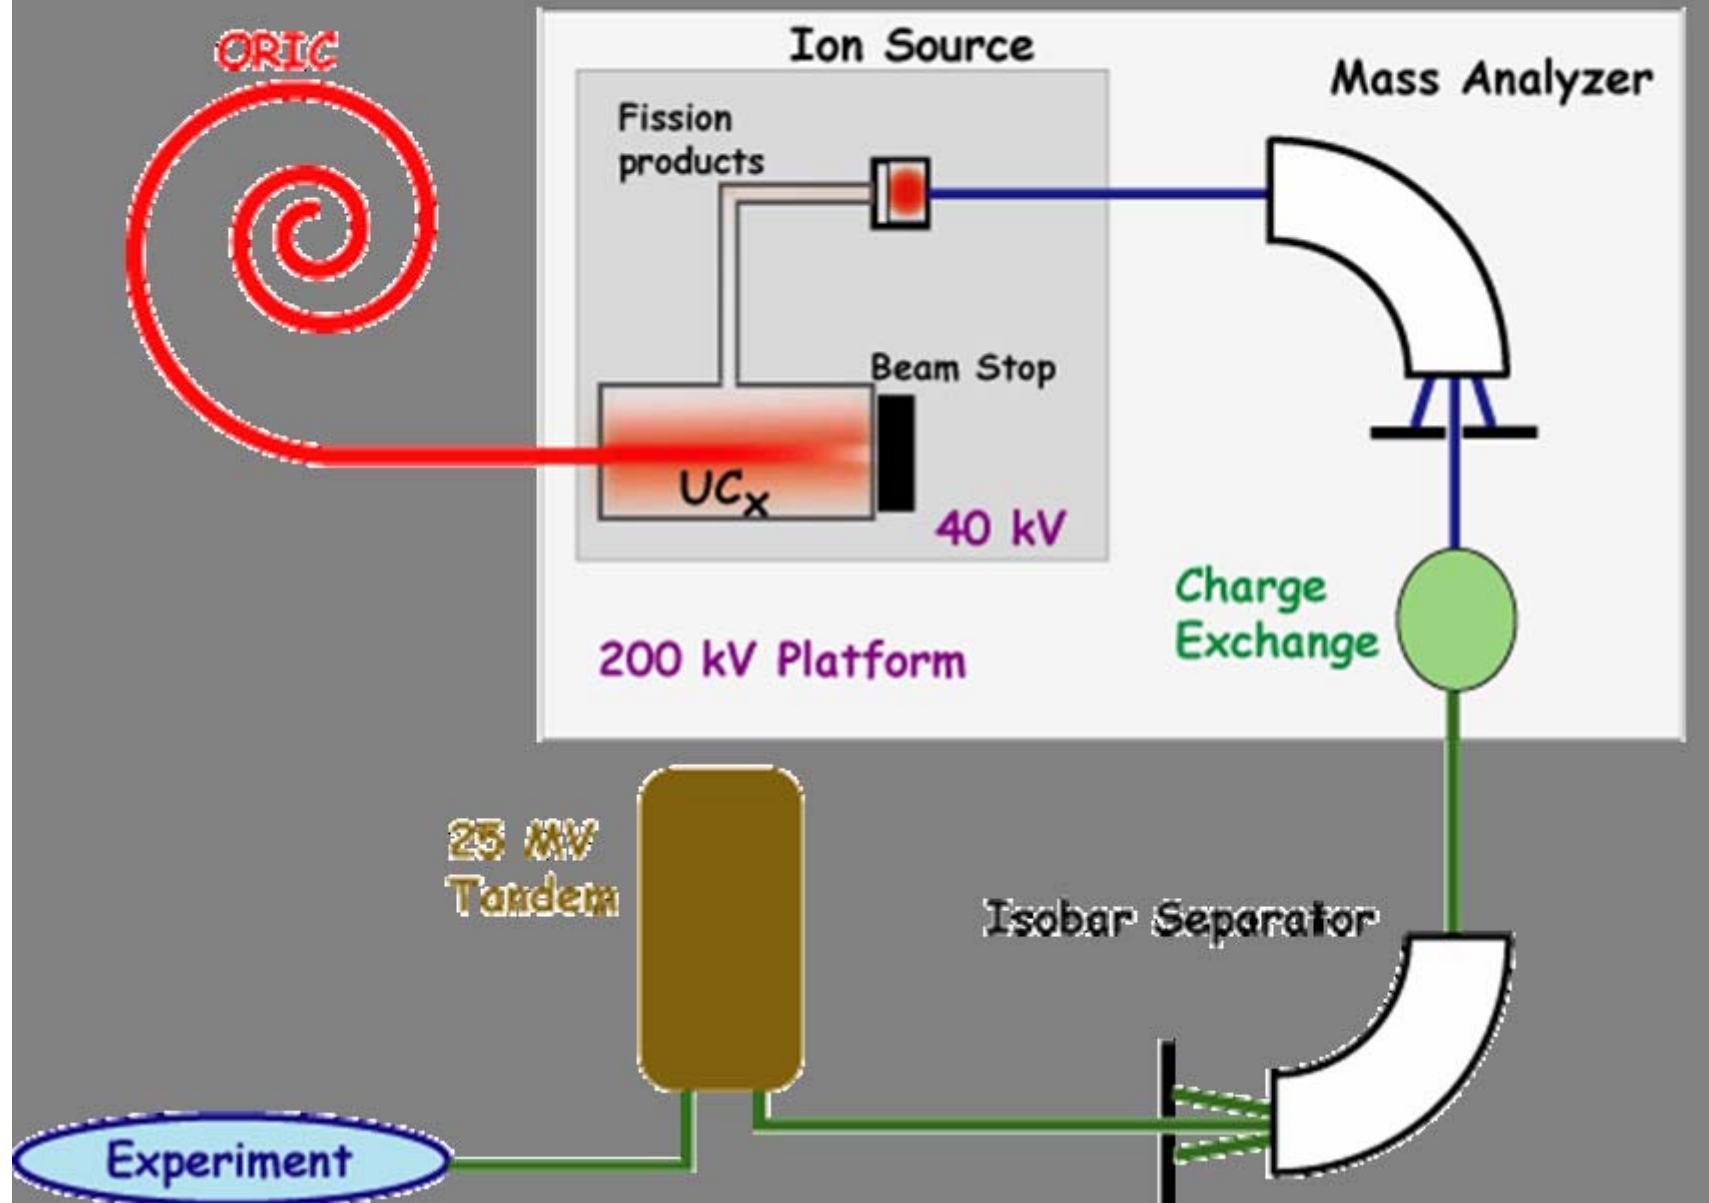 ORIC
Ion Source
Mass Analyzer
Fission
products
Beam Stop
UCx
40 kV
Charge
Exchange
200 kV Platform
25 MV
Tandem
Isobar Separator
Experiment